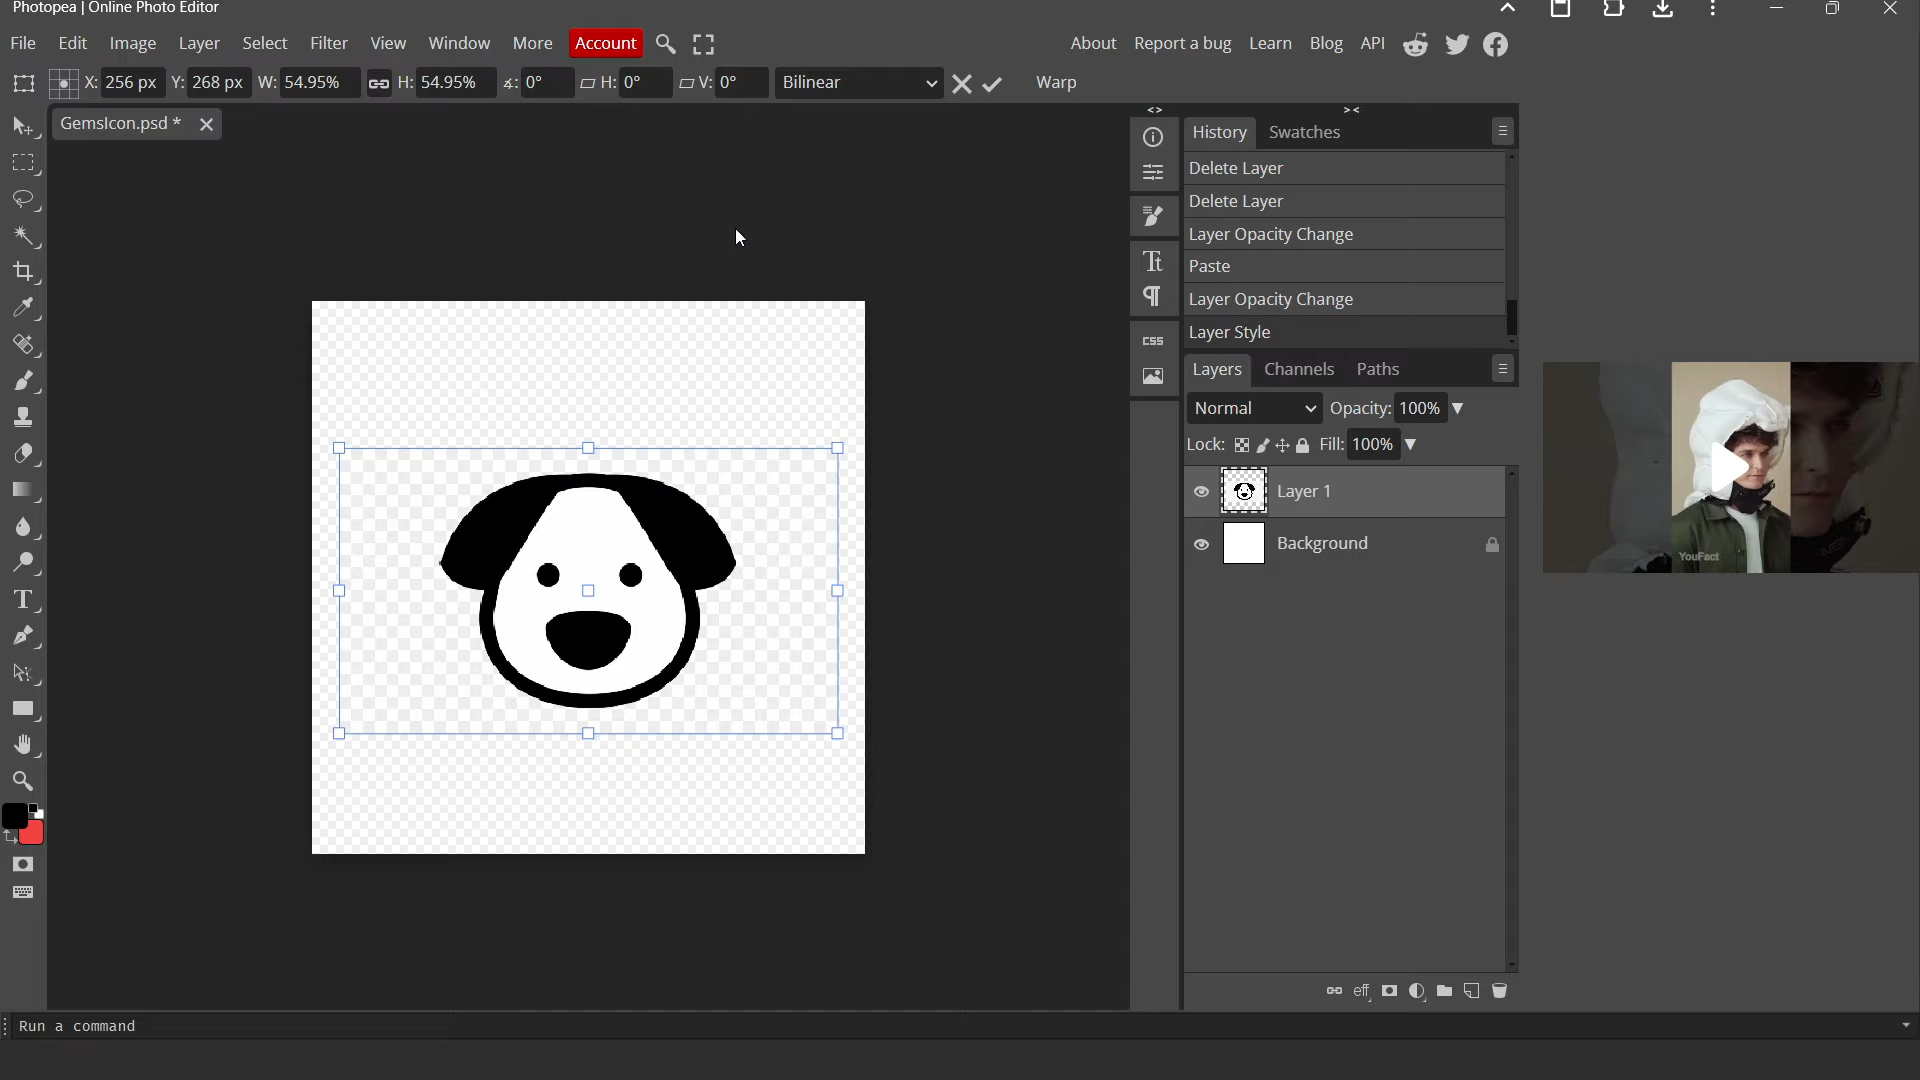 Photopea | Online Photo Editor
File Edit Image Layer Select Filter View Window More Account About Report a bug Learn Blog API
X: 256 px Y: 268 px W: 54.95% H: 54.95% ∡: 0° H: 0° V: 0° Bilinear Warp
GemsIcon.psd *
History Swatches
Delete Layer
Delete Layer
Layer Opacity Change
Paste
Layer Opacity Change
Layer Style
Tt
¶
CSS
Layers Channels Paths
Normal Opacity: 100%
Lock: Fill: 100%
Layer 1
Background
YouFact
eff
Run a command